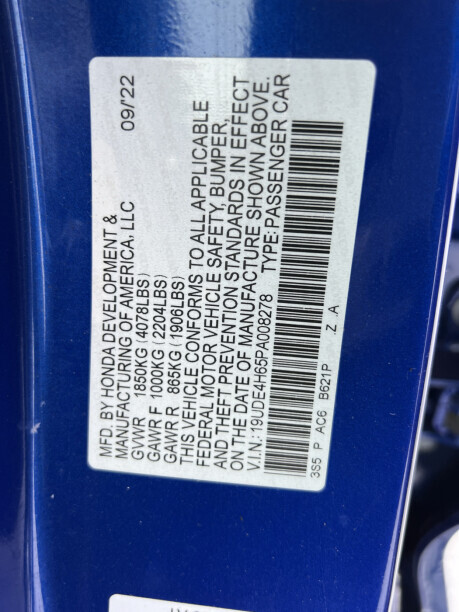 MFD. BY HONDA DEVELOPMENT & 09/'22
MANUFACTURING OF AMERICA, LLC
GVWR 1850KG (4078LBS)
GAWR F 1000KG (2204LBS)
GAWR R 865KG (1906LBS)
THIS VEHICLE CONFORMS TO ALL APPLICABLE
FEDERAL MOTOR VEHICLE SAFETY, BUMPER,
AND THEFT PREVENTION STANDARDS IN EFFECT
ON THE DATE OF MANUFACTURE SHOWN ABOVE.
V.I.N.: 19UDE4H65PA008278 TYPE: PASSENGER CAR
3S5 P AC6 B621P Z .A